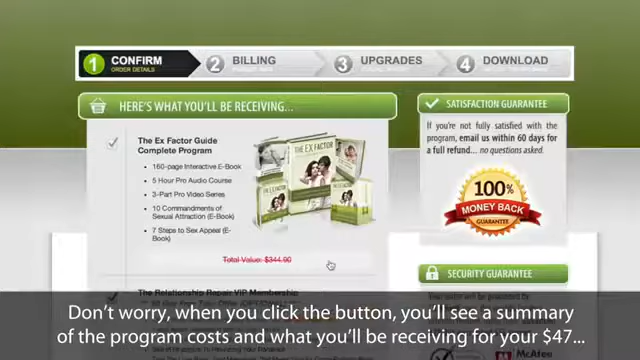 1 CONFIRM
ORDER DETAILS
2 BILLING
3 UPGRADES
4 DOWNLOAD
HERE'S WHAT YOU'LL BE RECEIVING...
The Ex Factor Guide
Complete Program
• 160-page Interactive E-Book
• 5 Hour Pro Audio Course
• 3-Part Pro Video Series
• 10 Commandments of
Sexual Attraction (E-Book)
• 7 Steps to Sex Appeal (E-
Book)
Total Value: $344.90
THE EX FACTOR
The Relationship Repair VIP Membership
SATISFACTION GUARANTEE
If you're not fully satisfied with the
program, email us within 60 days for
a full refund... no questions asked.
100%
MONEY BACK
GUARANTEE
SECURITY GUARANTEE
McAfee
Don't worry, when you click the button, you'll see a summary
of the program costs and what you'll be receiving for your $47...